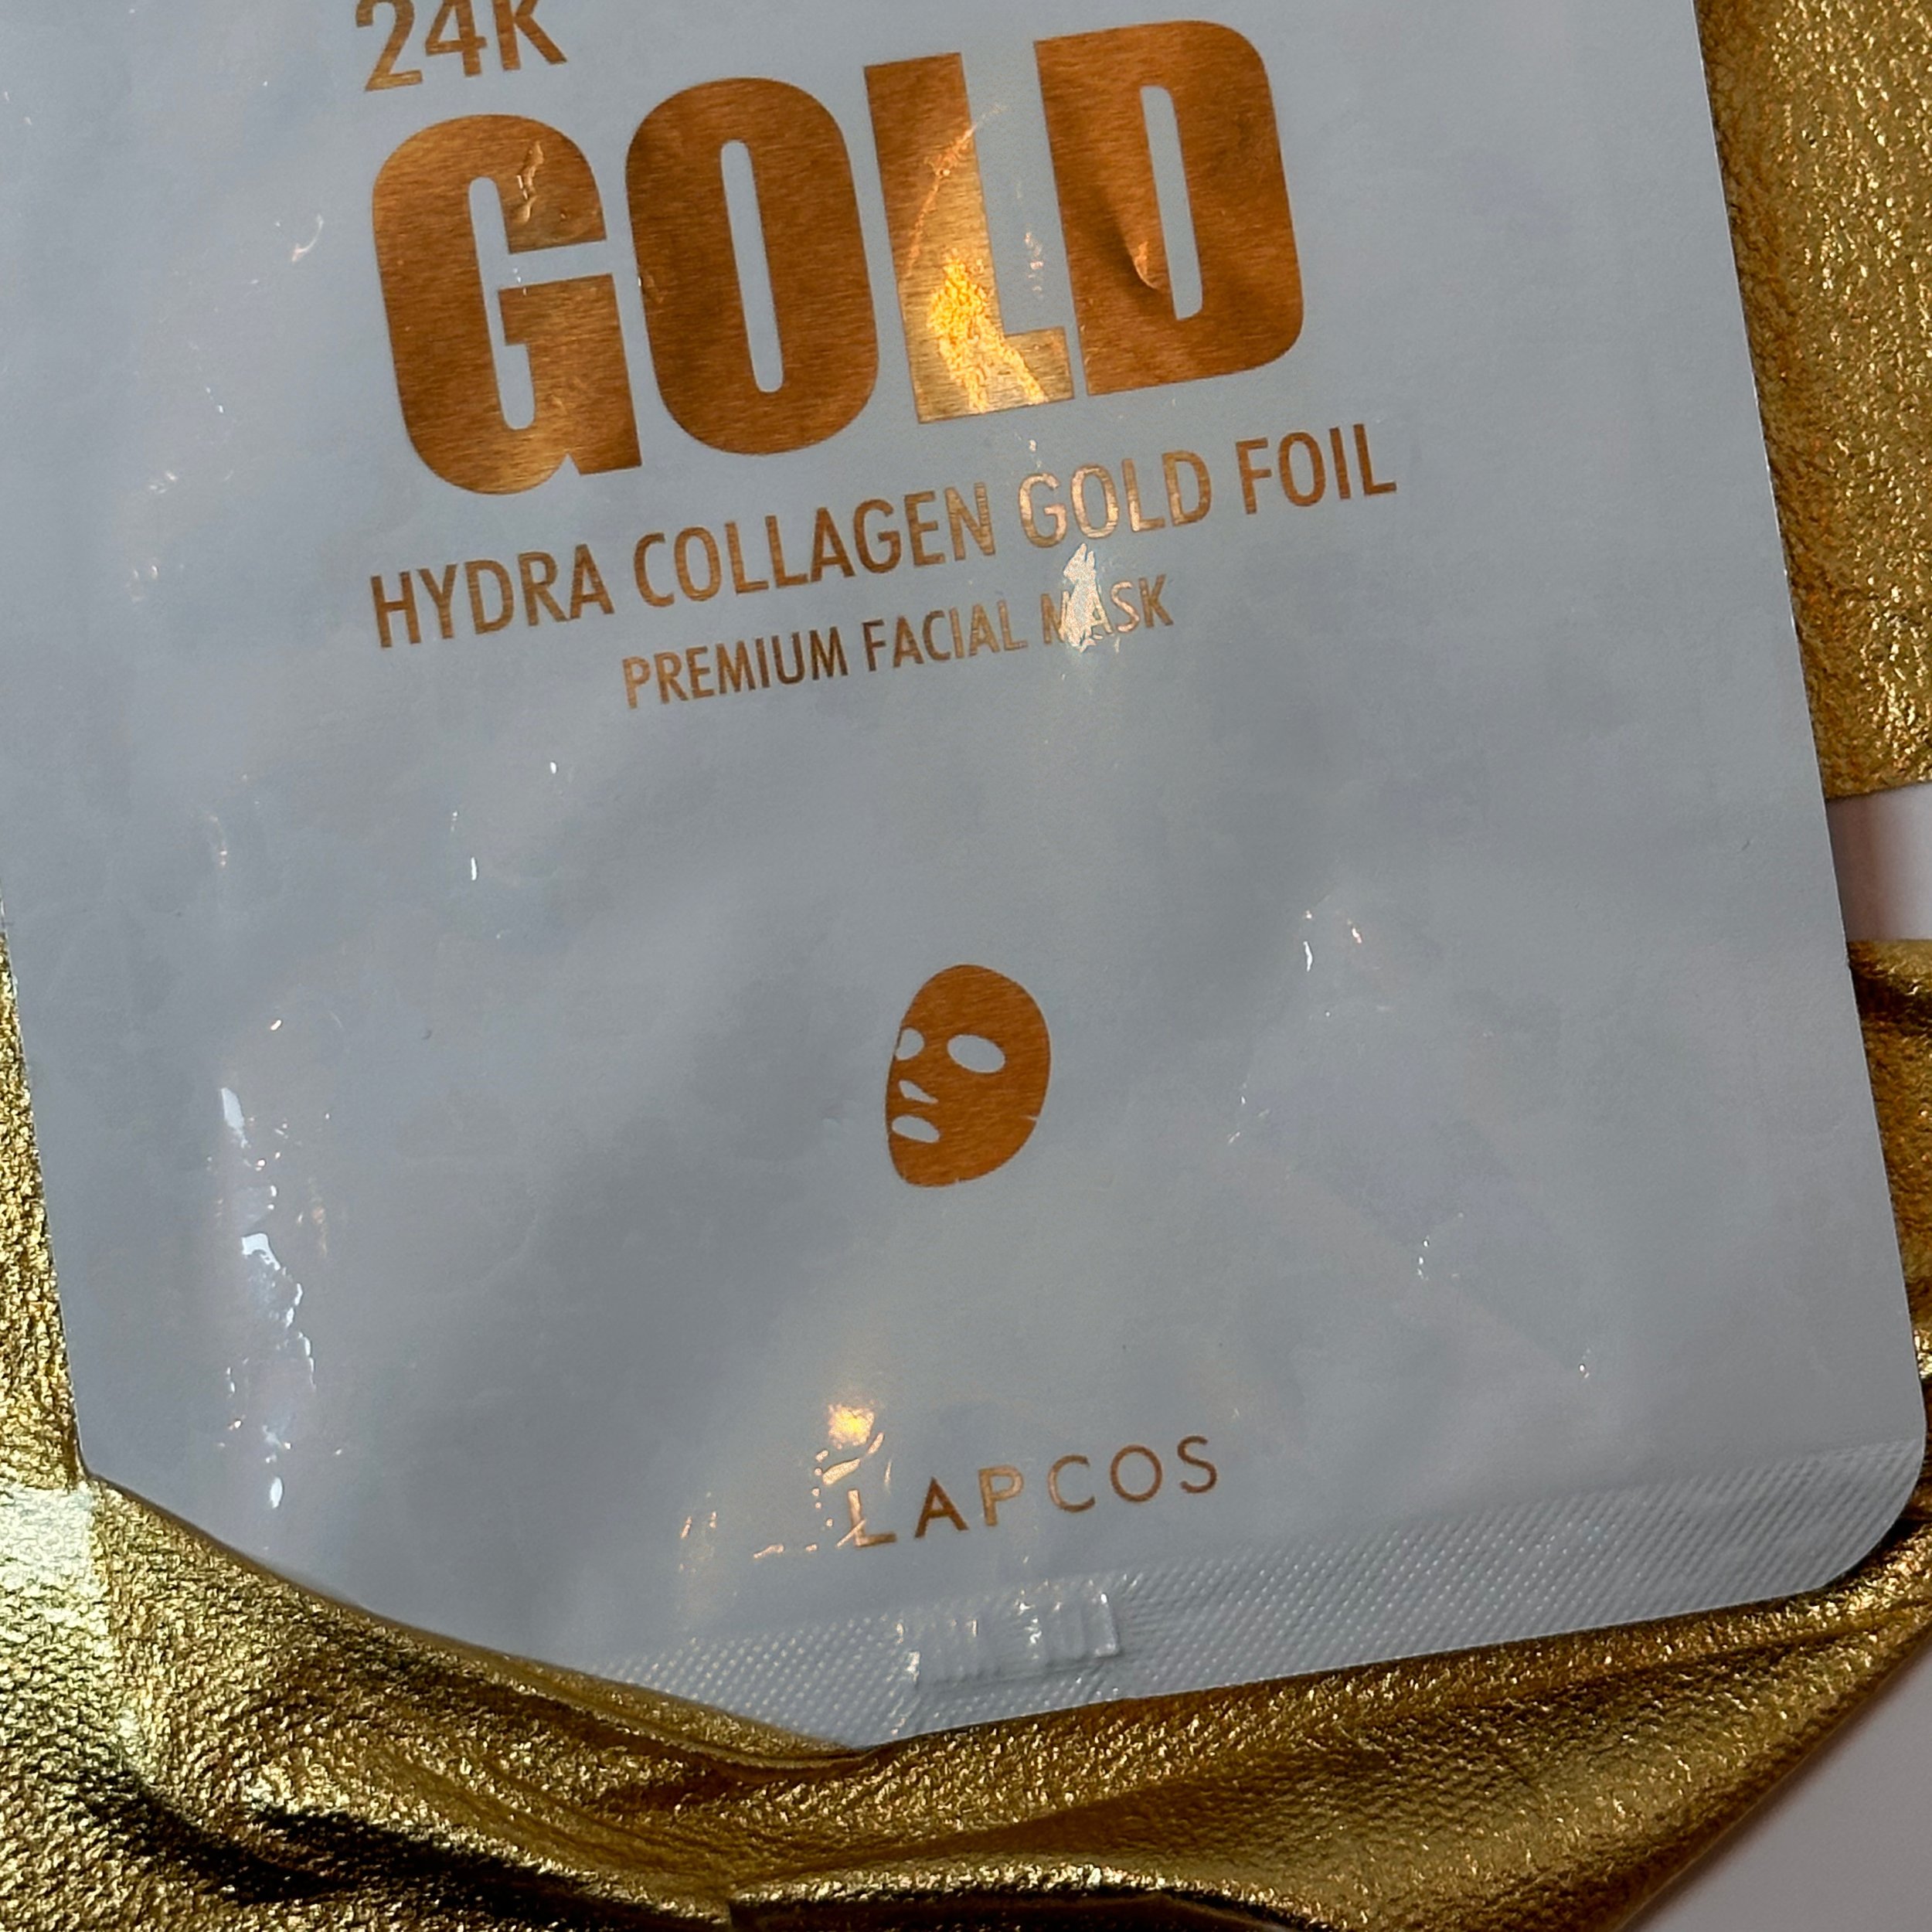 24K
GOLD
HYDRA COLLAGEN GOLD FOIL
PREMIUM FACIAL MASK
LAPCOS